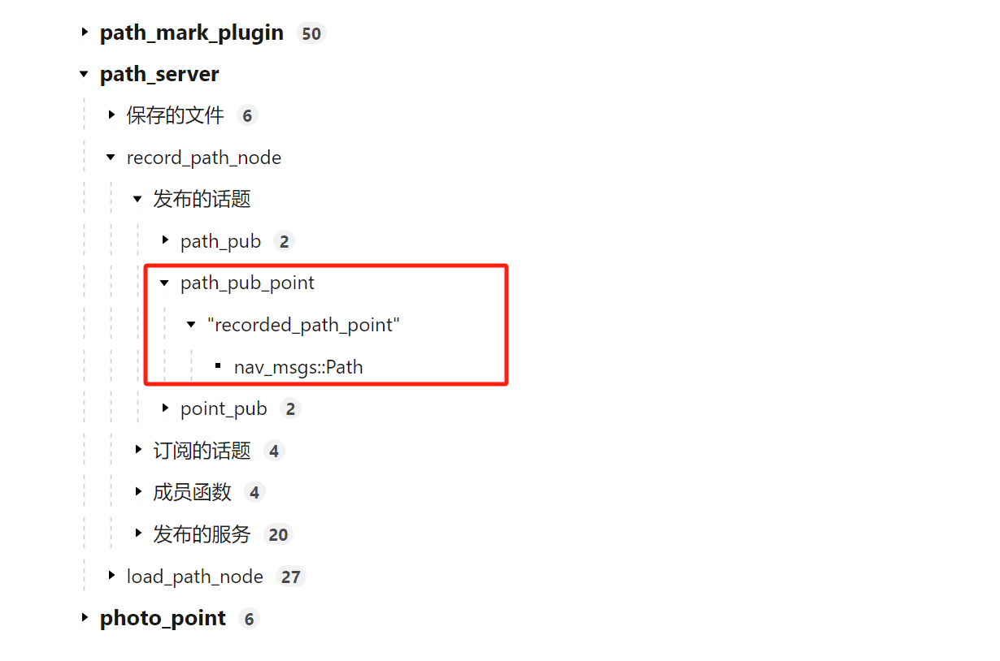 path_mark_plugin 50
path_server
保存的文件 6
record_path_node
发布的话题
path_pub 2
path_pub_point
"recorded_path_point"
nav_msgs::Path
point_pub 2
订阅的话题 4
成员函数 4
发布的服务 20
load_path_node 27
photo_point 6